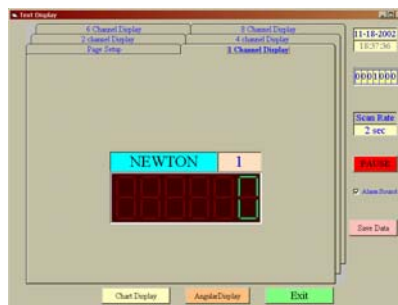 Text Display
6 Channel Display
8 Channel Display
2 channel Display
4 channel Display
Page Setup
1 Channel Display
11-18-2002
18:37:36
0001000
Scan Rate
2 sec
NEWTON
1
0
PAUSE
Alarm Sound
Save Data
Chart Display
AngularDisplay
Exit